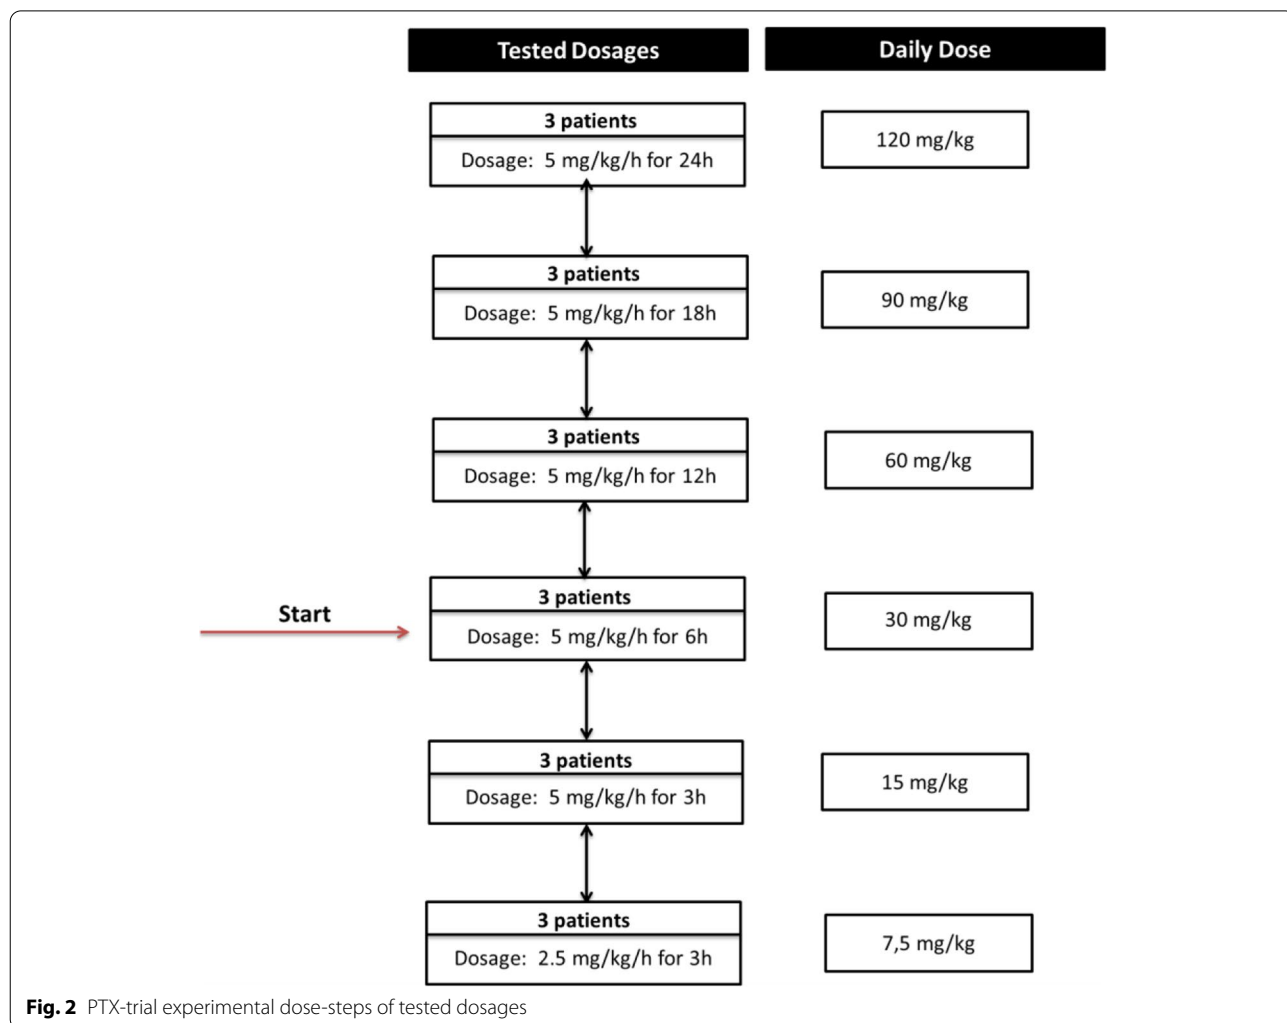 Tested Dosages
Daily Dose
3 patients
Dosage: 5 mg/kg/h for 24h
120 mg/kg
3 patients
Dosage: 5 mg/kg/h for 18h
90 mg/kg
3 patients
Dosage: 5 mg/kg/h for 12h
60 mg/kg
Start
3 patients
Dosage: 5 mg/kg/h for 6h
30 mg/kg
3 patients
Dosage: 5 mg/kg/h for 3h
15 mg/kg
3 patients
Dosage: 2.5 mg/kg/h for 3h
7,5 mg/kg
Fig. 2 PTX-trial experimental dose-steps of tested dosages